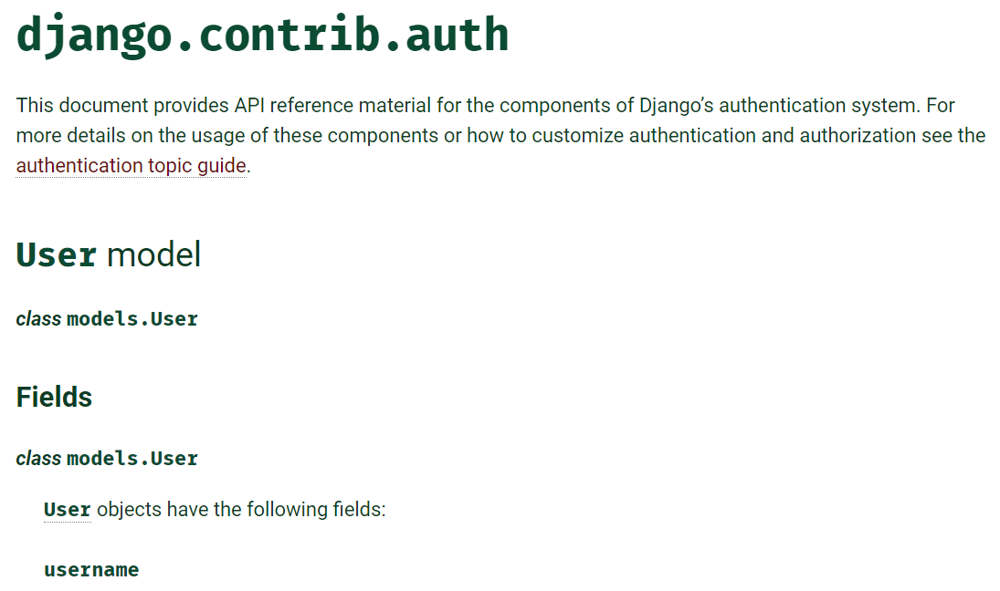 django.contrib.auth
This document provides API reference material for the components of Django’s authentication system. For
more details on the usage of these components or how to customize authentication and authorization see the
authentication topic guide.
User model
class models.User
Fields
class models.User
User objects have the following fields:
username